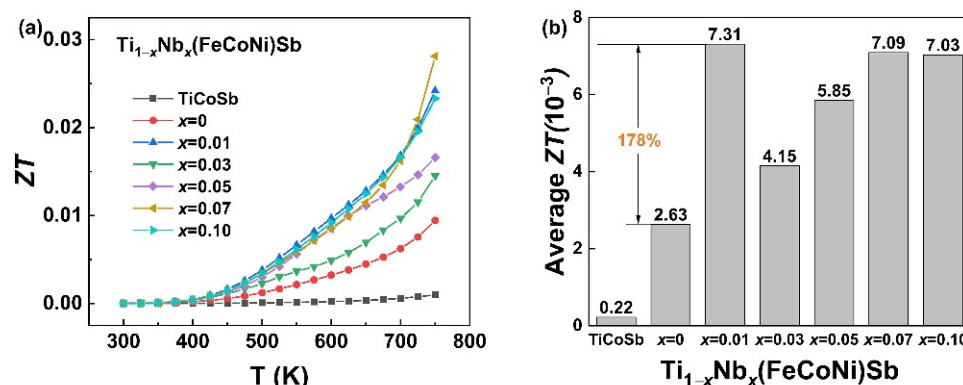 (a)
Ti₁₋ₓNbₓ(FeCoNi)Sb
TiCoSb
x=0
x=0.01
x=0.03
x=0.05
x=0.07
x=0.10
ZT
0.03
0.02
0.01
0.00
300 400 500 600 700 800
T (K)
(b)
Average ZT(10⁻³)
8
6
4
2
0
178%
0.22
2.63
7.31
4.15
5.85
7.09
7.03
TiCoSb x=0 x=0.01 x=0.03 x=0.05 x=0.07 x=0.10
Ti₁₋ₓNbₓ(FeCoNi)Sb